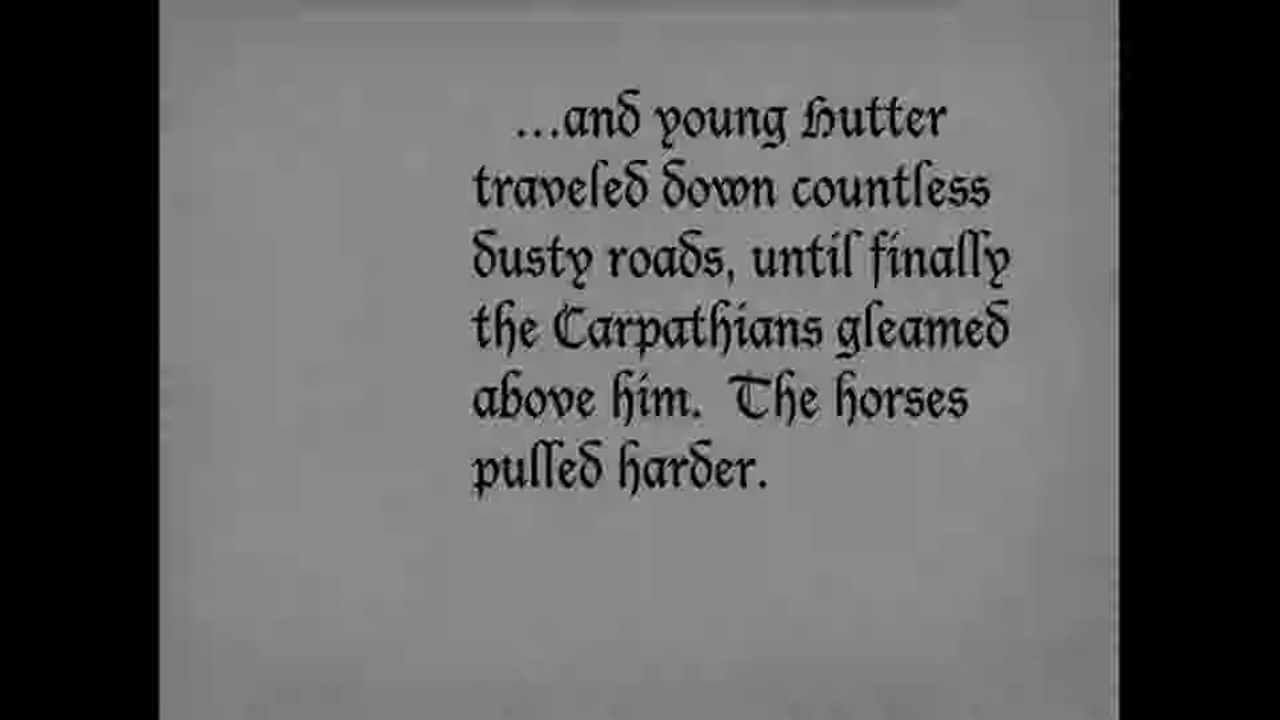 ...and young Hutter
traveled down countless
dusty roads, until finally
the Carpathians gleamed
above him. The horses
pulled harder.